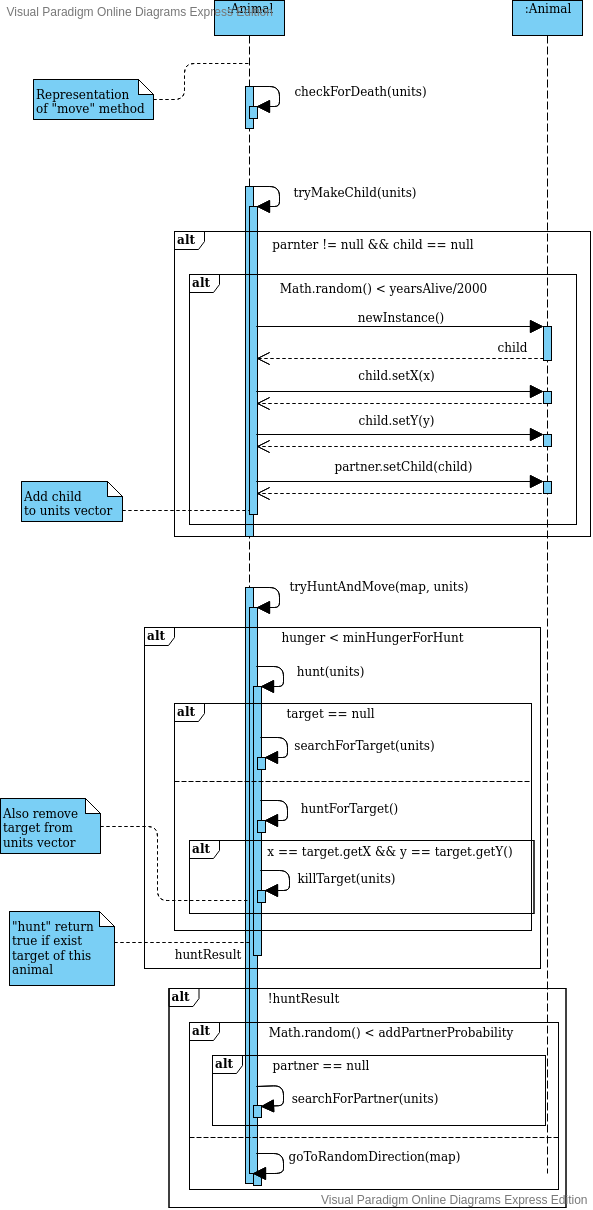 Visual Paradigm Online Diagrams Express Edition
:Animal
:Animal
Representation
of "move" method
checkForDeath(units)
tryMakeChild(units)
alt
parnter != null && child == null
alt
Math.random() < yearsAlive/2000
newInstance()
child
child.setX(x)
child.setY(y)
partner.setChild(child)
Add child
to units vector
tryHuntAndMove(map, units)
alt
hunger < minHungerForHunt
hunt(units)
alt
target == null
searchForTarget(units)
huntForTarget()
Also remove
target from
units vector
alt
x == target.getX && y == target.getY()
killTarget(units)
"hunt" return
true if exist
target of this
animal
huntResult
alt
!huntResult
alt
Math.random() < addPartnerProbability
alt
partner == null
searchForPartner(units)
goToRandomDirection(map)
Visual Paradigm Online Diagrams Express Edition